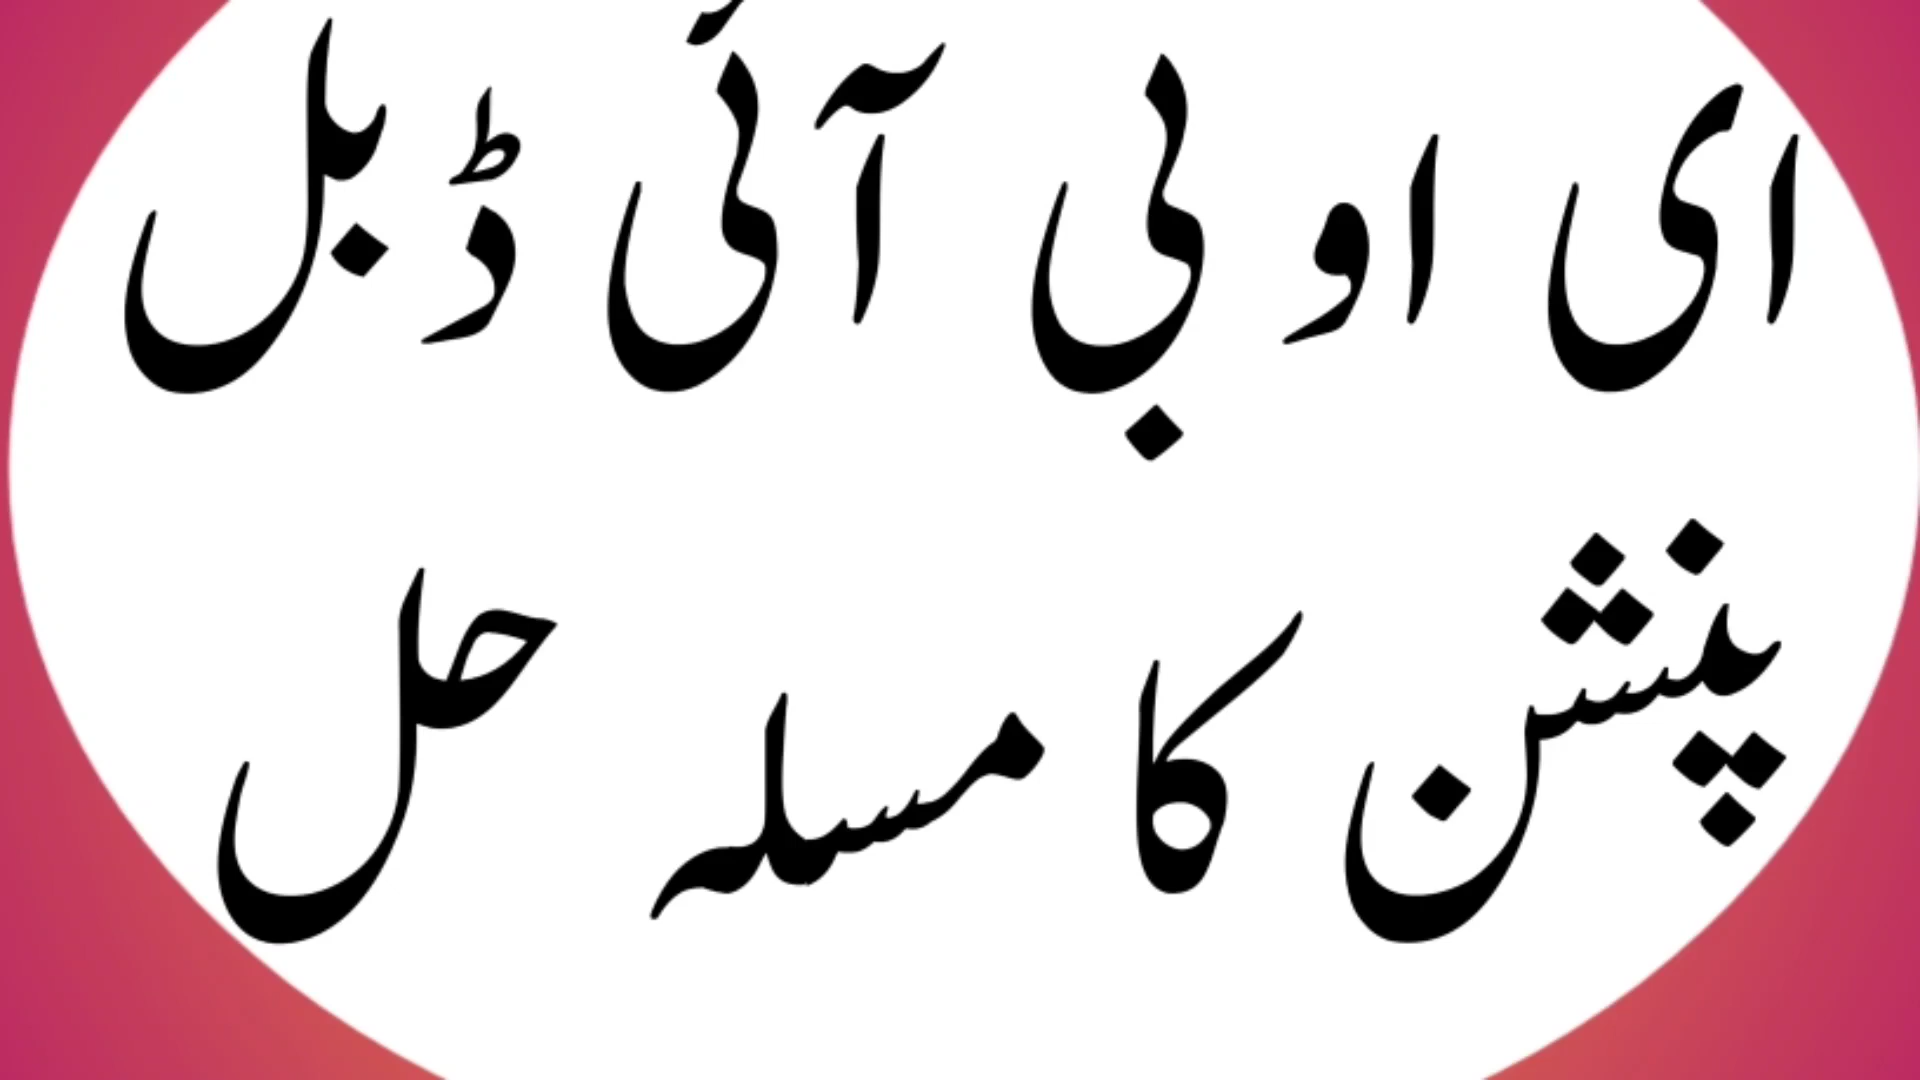 ای او بی آئی ڈبل
پنشن کا مسلہ حل